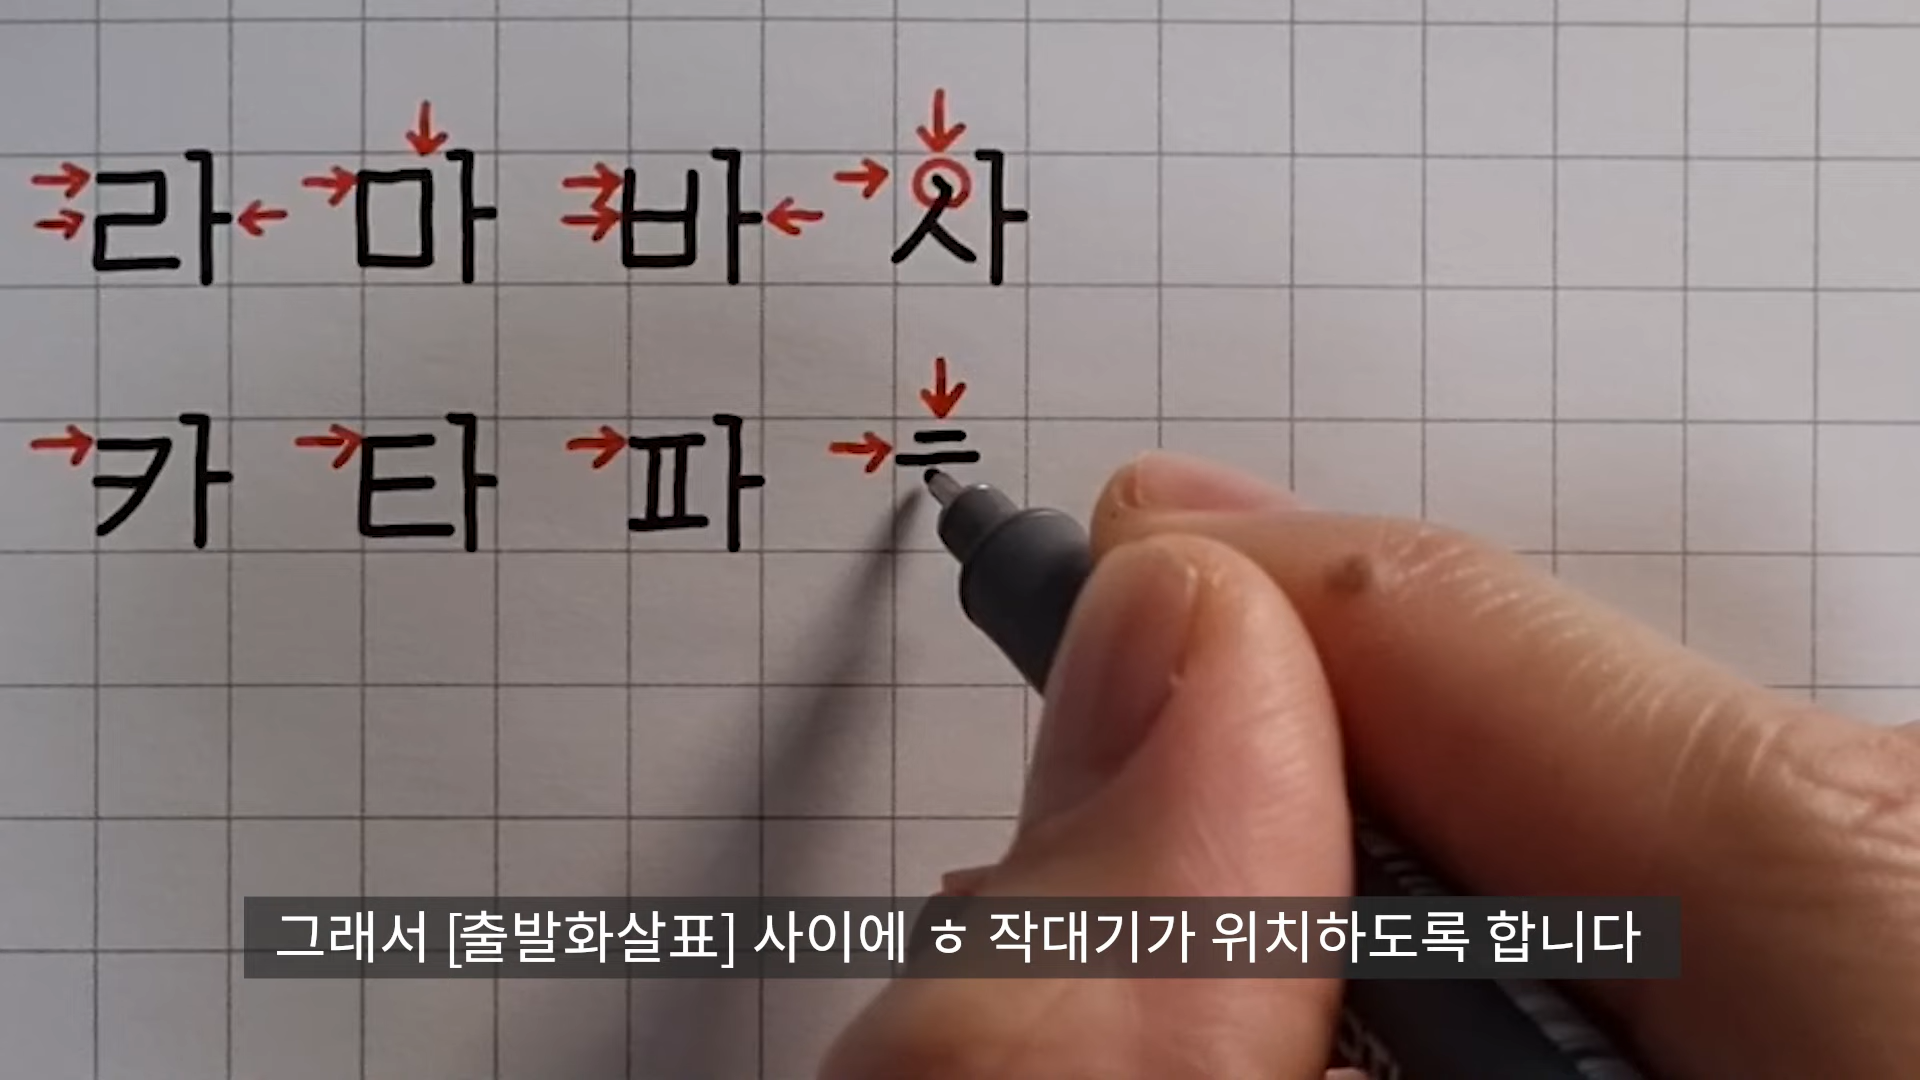 라 마 바 사
카 타 파
그래서 [출발화살표] 사이에 ㅎ 작대기가 위치하도록 합니다